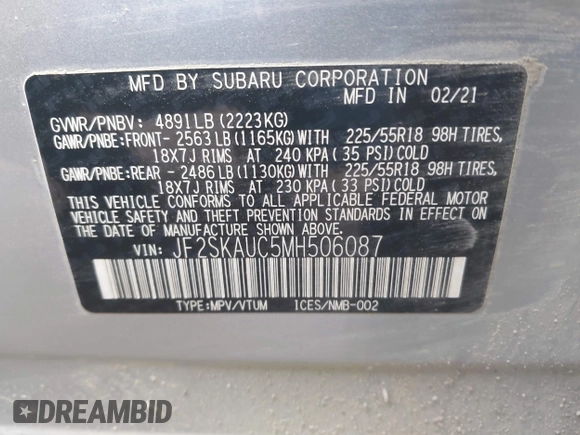 MFD BY SUBARU CORPORATION
MFD IN 02/21
GVWR/PNBV: 4891LB (2223KG)
GAWR/PNBE:FRONT- 2563LB (1165KG)WITH 225/55R18 98H TIRES,
18X7J RIMS AT 240 KPA (35 PSI)COLD
GAWR/PNBE:REAR - 2486LB (1130KG)WITH 225/55R18 98H TIRES,
18X7J RIMS AT 230 KPA (33 PSI)COLD
THIS VEHICLE CONFORMS TO ALL APPLICABLE FEDERAL MOTOR
VEHICLE SAFETY AND THEFT PREVENTION STANDARDS IN EFFECT
ON THE DATE OF MANUFACTURE SHOWN ABOVE.
VIN: JF2SKAUC5MH506087
TYPE:MPV/VTUM ICES/NMB-002
DREAMBID